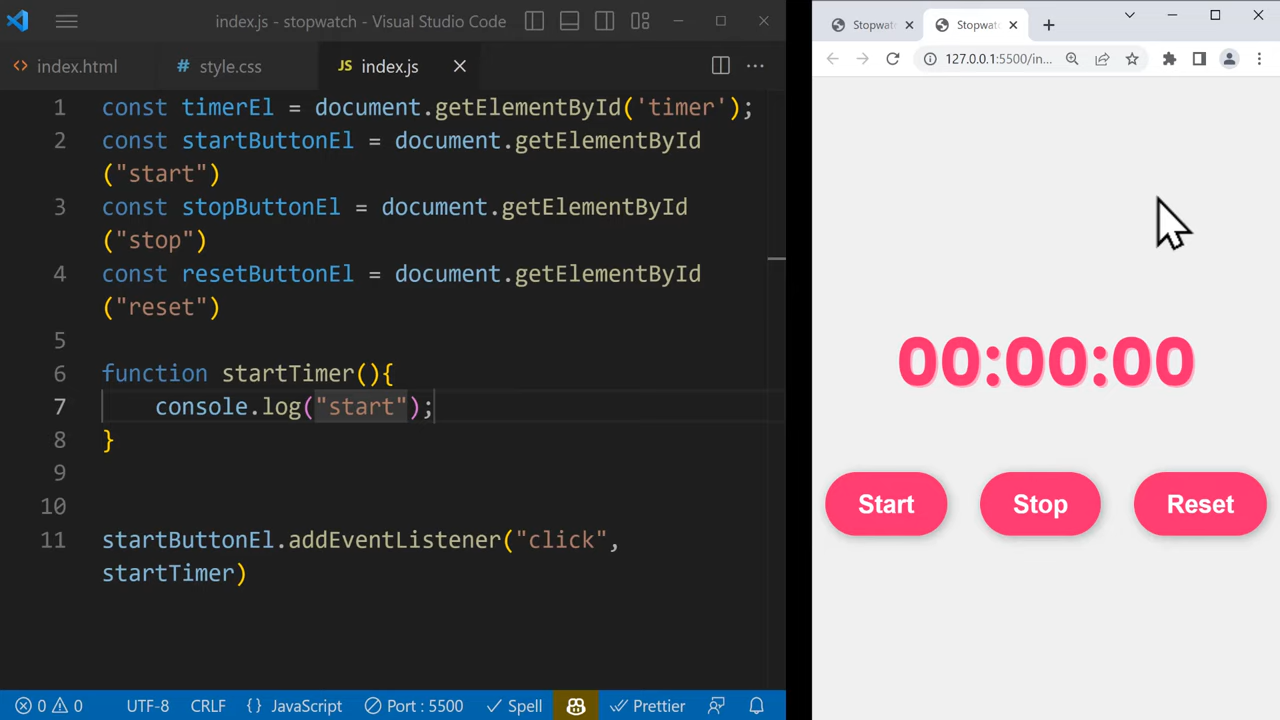 index.js - stopwatch - Visual Studio Code
index.html
style.css
JS index.js
1 const timerEl = document.getElementById('timer');
2 const startButtonEl = document.getElementById
("start")
3 const stopButtonEl = document.getElementById
("stop")
4 const resetButtonEl = document.getElementById
("reset")
5
6 function startTimer(){
7 console.log("start");
8 }
9
10
11 startButtonEl.addEventListener("click",
startTimer)
0 0 UTF-8 CRLF {} JavaScript Port : 5500 Spell Prettier
Stopwatc
Stopwatc
127.0.0.1:5500/in...
00:00:00
Start Stop Reset